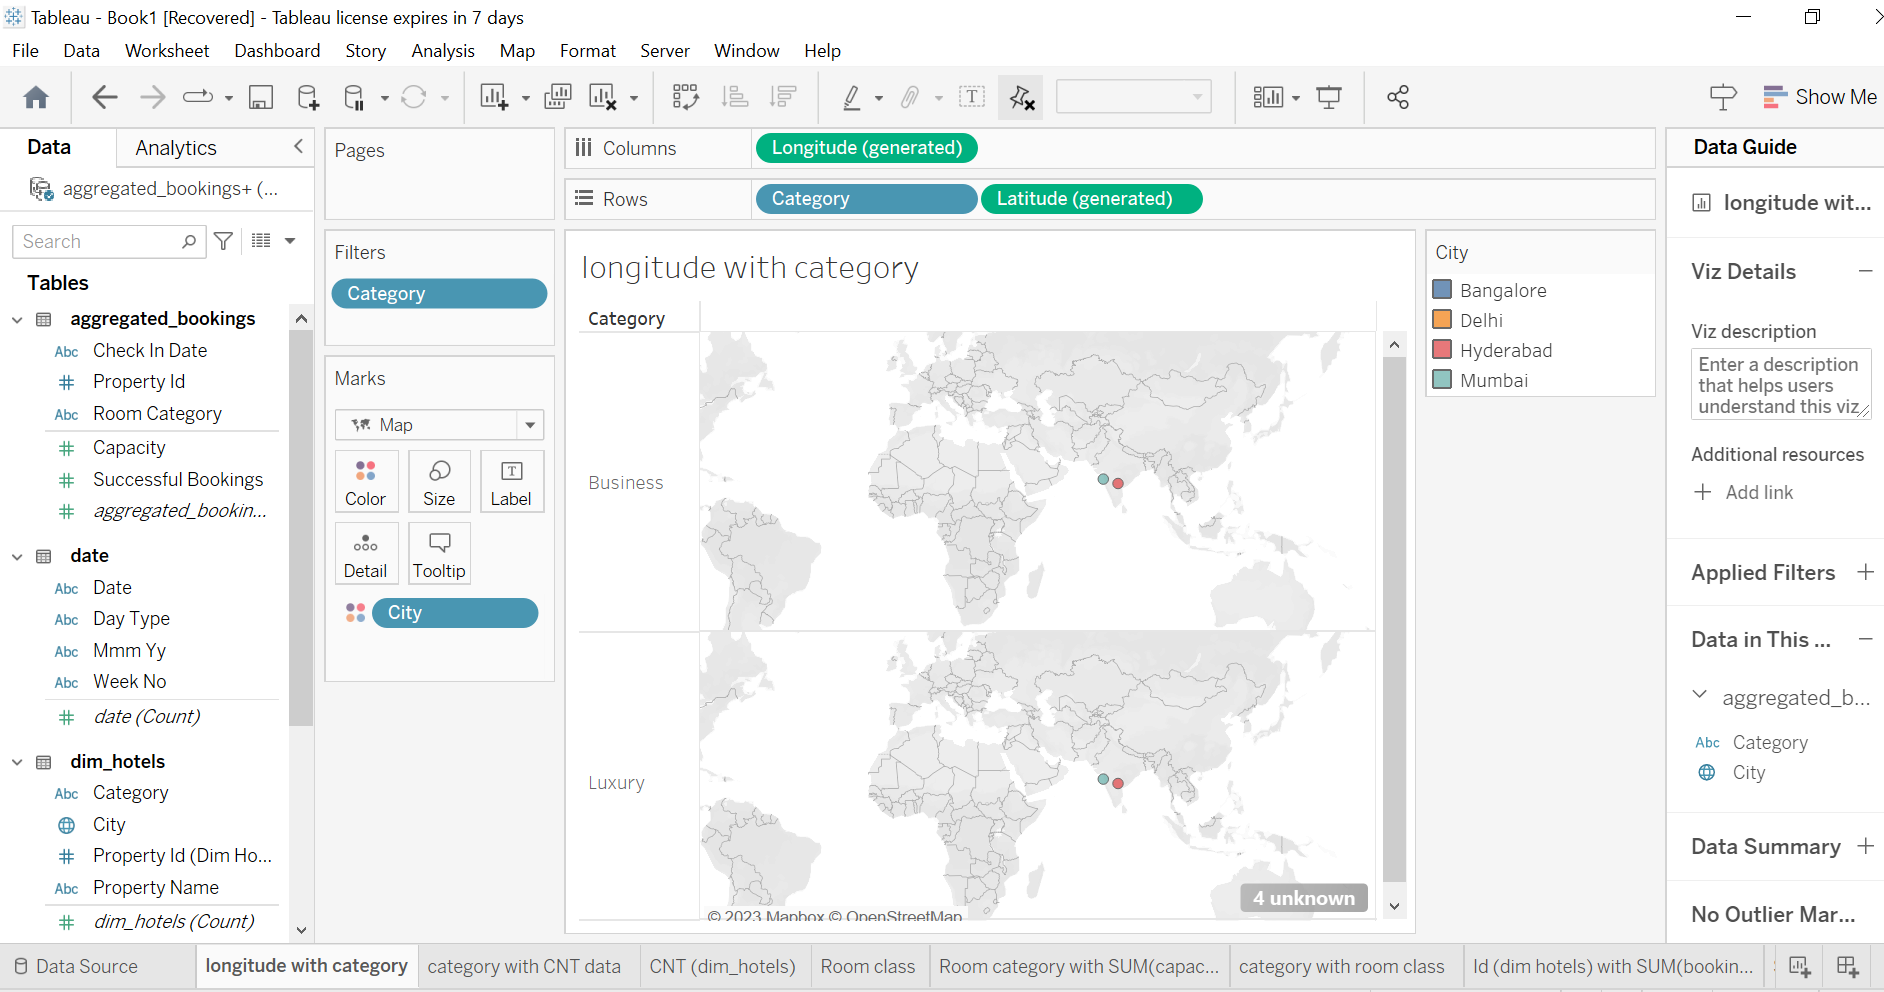 Tableau - Book1 [Recovered] - Tableau license expires in 7 days
File Data Worksheet Dashboard Story Analysis Map Format Server Window Help
Show Me
Data Analytics
aggregated_bookings+ (...
Search
Tables
aggregated_bookings
Abc Check In Date
# Property Id
Abc Room Category
# Capacity
# Successful Bookings
# aggregated_bookin...
date
Abc Date
Abc Day Type
Abc Mmm Yy
Abc Week No
# date (Count)
dim_hotels
Abc Category
City
# Property Id (Dim Ho...
Abc Property Name
# dim_hotels (Count)
Pages
Filters
Category
Marks
Map
Color Size Label
Detail Tooltip
City
Columns Longitude (generated)
Rows Category Latitude (generated)
longitude with category
Category
Business
Luxury
4 unknown
© 2023 Mapbox © OpenStreetMap
City
Bangalore
Delhi
Hyderabad
Mumbai
Data Guide
longitude wit...
Viz Details
Viz description
Enter a description
that helps users
understand this viz
Additional resources
Add link
Applied Filters
Data in This ...
aggregated_b...
Abc Category
City
Data Summary
No Outlier Mar...
Data Source longitude with category category with CNT data CNT (dim_hotels) Room class Room category with SUM(capac... category with room class Id (dim hotels) with SUM(bookin...